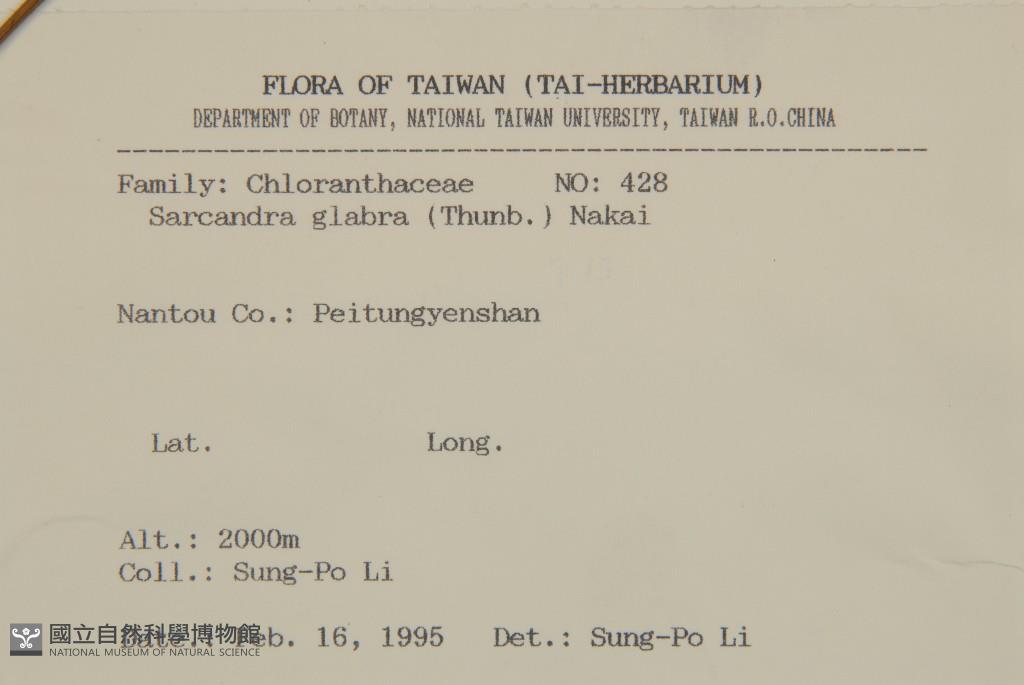 FLORA OF TAIWAN (TAI-HERBARIUM)
DEPARTMENT OF BOTANY, NATIONAL TAIWAN UNIVERSITY, TAIWAN R.O.CHINA
Family: Chloranthaceae NO: 428
Sarcandra glabra (Thunb.) Nakai
Nantou Co.: Peitungyenshan
Lat. Long.
Alt.: 2000m
Coll.: Sung-Po Li
Date.: Feb. 16, 1995 Det.: Sung-Po Li
國立自然科學博物館
NATIONAL MUSEUM OF NATURAL SCIENCE